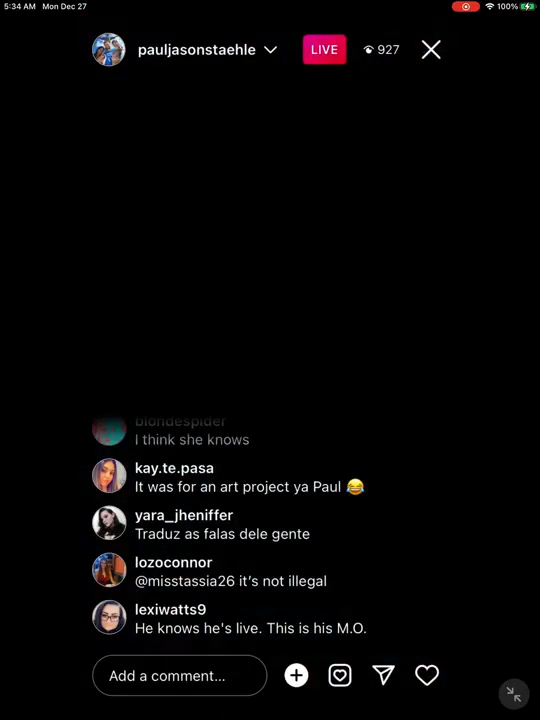 5:34 AM Mon Dec 27
100%
pauljasonstaehle
LIVE
927
blondespider
I think she knows
kay.te.pasa
It was for an art project ya Paul 😂
yara_jheniffer
Traduz as falas dele gente
lozoconnor
@misstassia26 it’s not illegal
lexiwatts9
He knows he's live. This is his M.O.
Add a comment...